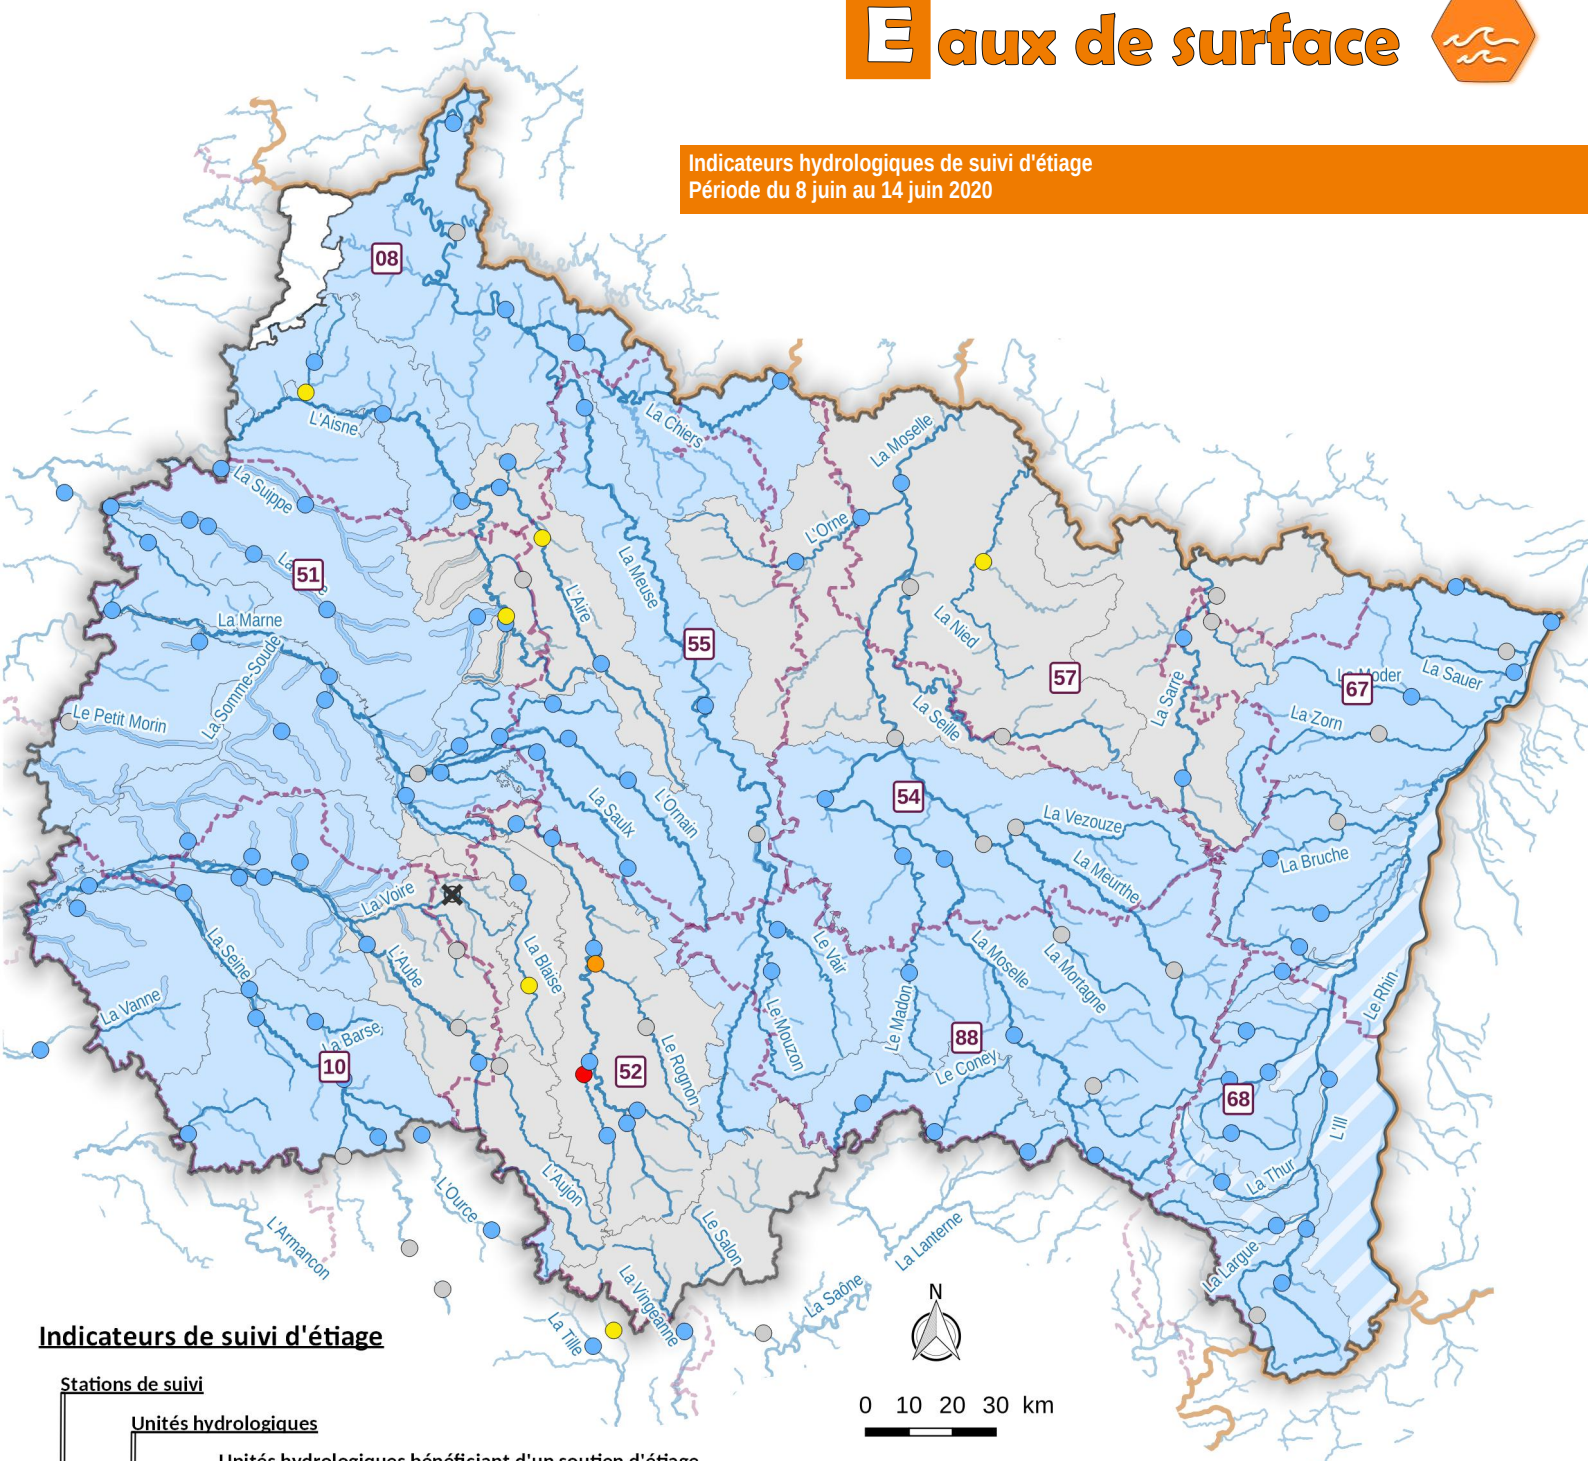 Eaux de surface
Indicateurs hydrologiques de suivi d'étiage
Période du 8 juin au 14 juin 2020
08
L'Aisne
La Chiers
La Moselle
La Suippe
L'Orne
51
La Meuse
L'Aire
La Marne
La Nied
55
La Somme-Soude
57
La Sarre
La Sauer
67
Le Petit Morin
La Seille
La Zorn
54
La Saulx
L'Ornain
La Vezouze
La Meurthe
La Bruche
La Voire
La Seine
L'Aube
La Blaise
Le Vair
La Moselle
La Mortagne
Le Rhin
La Vanne
La Barse
Le Mouzon
Le Madon
88
10
52
Le Rognon
Le Coney
68
L'Ill
La Thur
L'Aujon
L'Ource
L'Armançon
Le Salon
La Lanterne
La Largue
La Vingeanne
La Saône
La Tille
N
Indicateurs de suivi d'étiage
0 10 20 30 km
Stations de suivi
Unités hydrologiques
Unités hydrologiques bénéficiant d'un soutien d'étiage